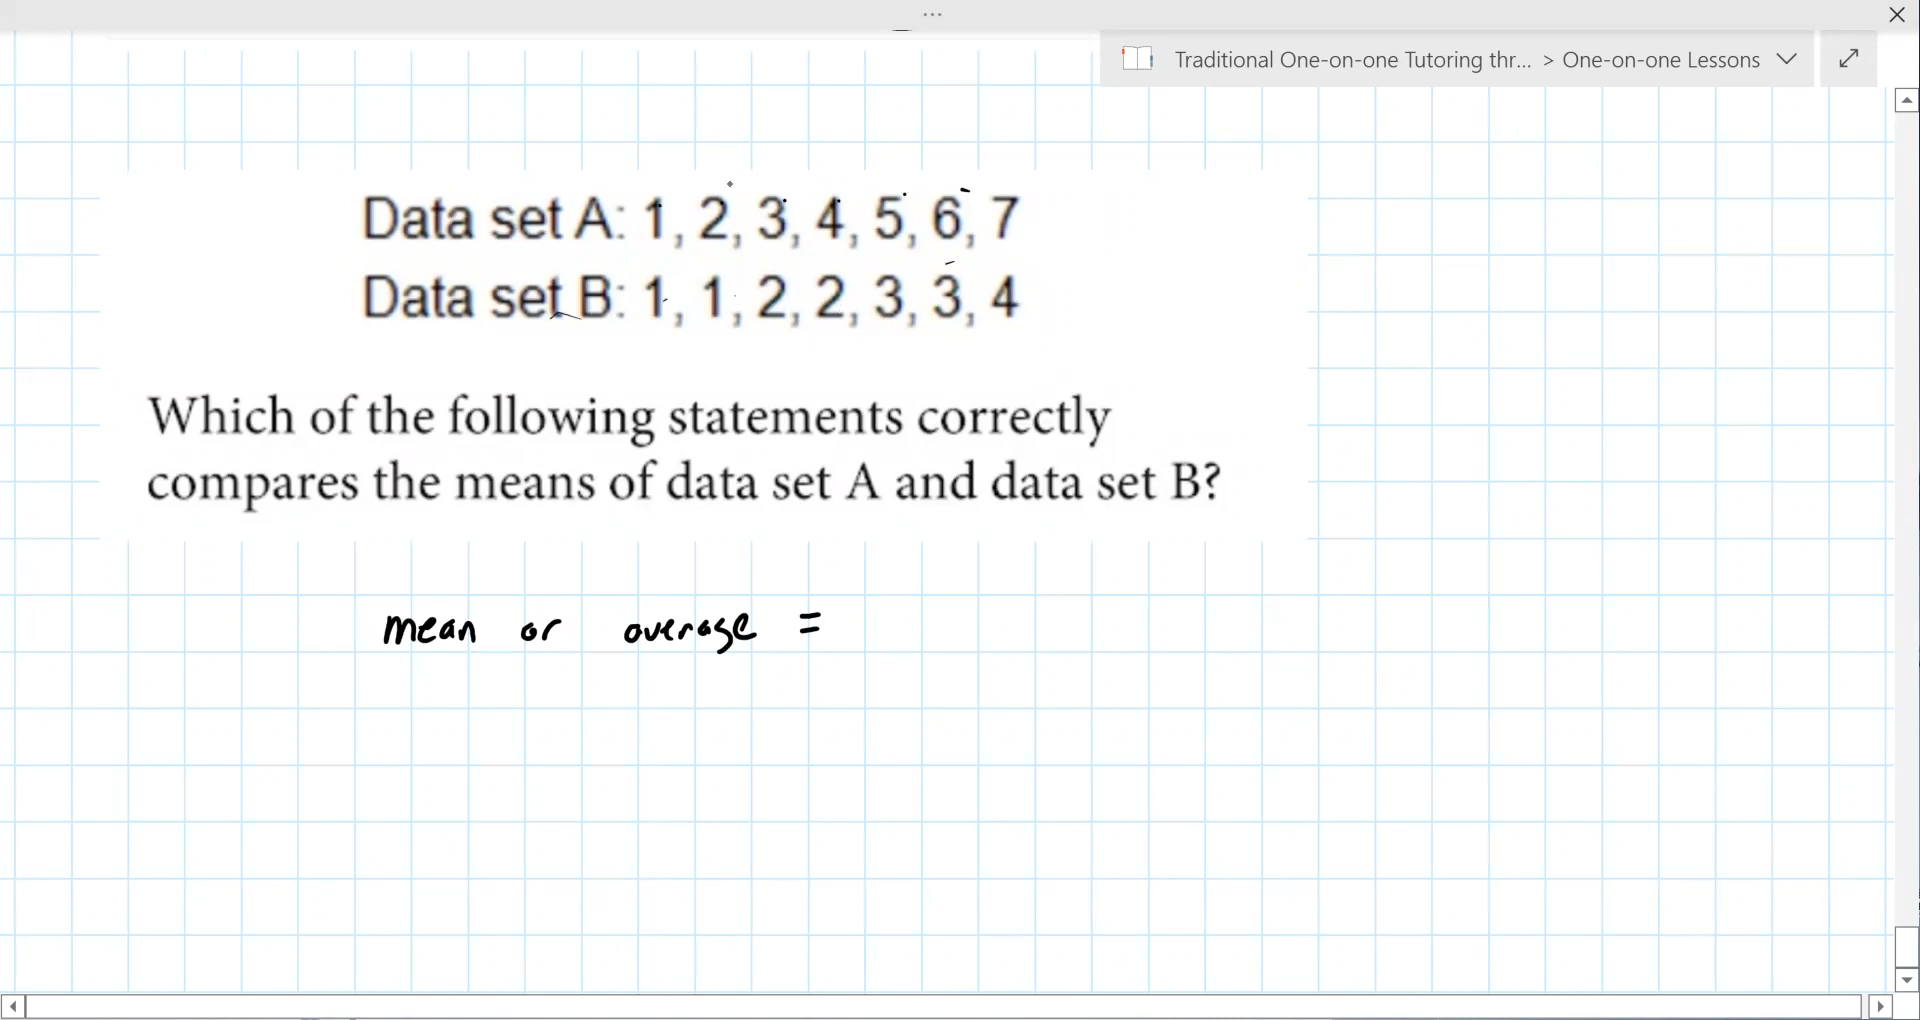 Traditional One-on-one Tutoring thr... > One-on-one Lessons
Data set A: 1, 2, 3, 4, 5, 6, 7
Data set B: 1, 1, 2, 2, 3, 3, 4
Which of the following statements correctly
compares the means of data set A and data set B?
mean or average =